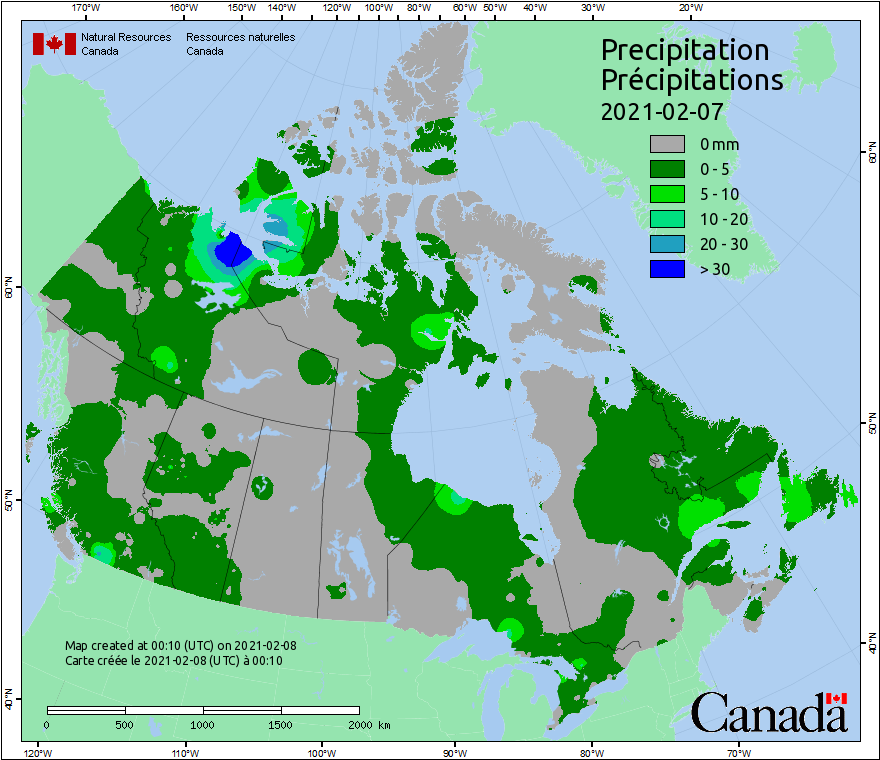 170°W 160°W 150°W 140°W 130°W 120°W 110°W 100°W 90°W 80°W 60°W 50°W 40°W 30°W 20°W
Natural Resources Canada
Ressources naturelles Canada
Precipitation
Précipitations
2021-02-07
0 mm
0 - 5
5 - 10
10 - 20
20 - 30
> 30
60°N
50°N
40°N
60°N
50°N
40°N
Map created at 00:10 (UTC) on 2021-02-08
Carte créée le 2021-02-08 (UTC) à 00:10
0 500 1000 1500 2000 km
Canada
120°W 110°W 100°W 90°W 80°W 70°W